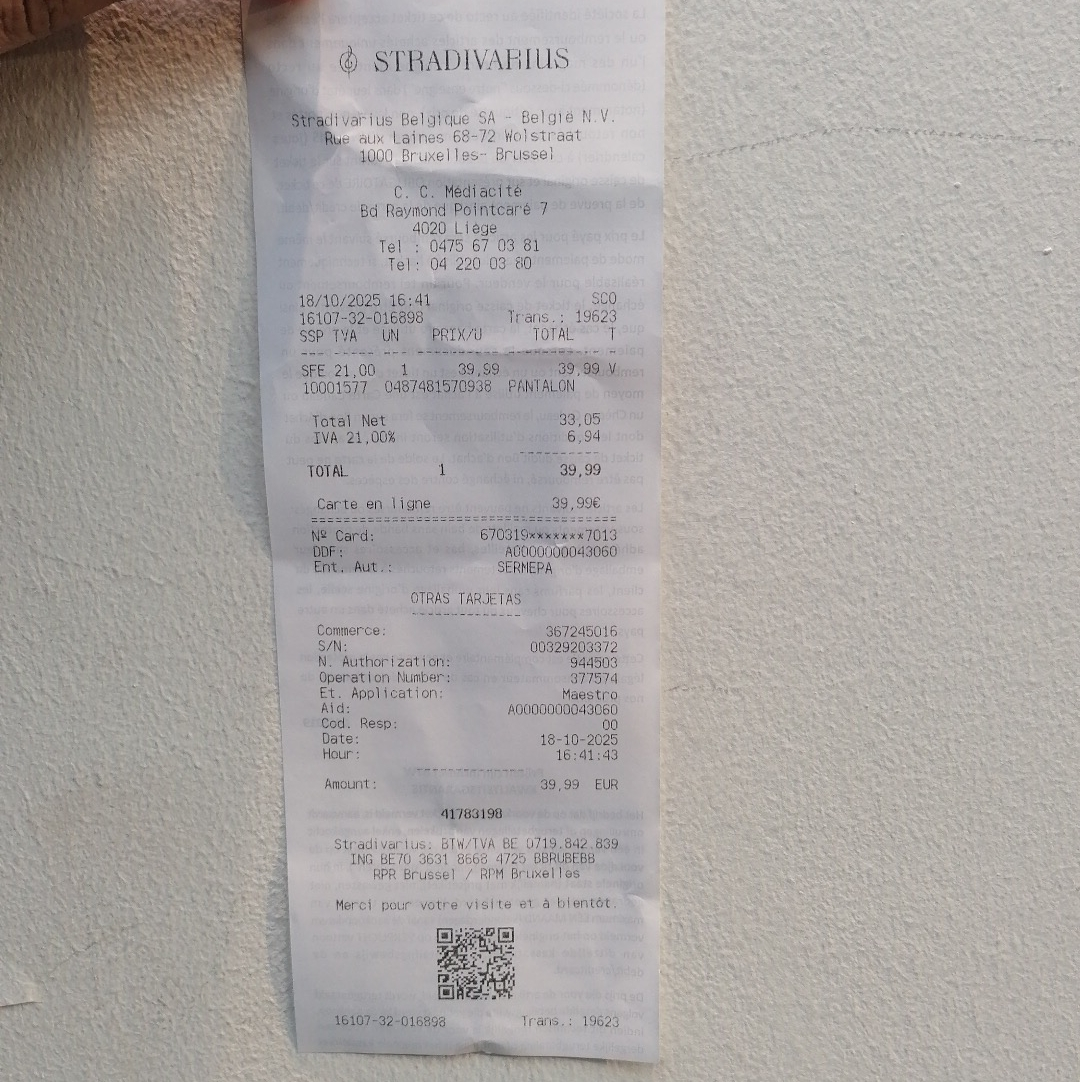 STRADIVARIUS
Stradivarius Belgique SA - België N.V.
Rue aux Laines 68-72 Wolstraat
1000 Bruxelles- Brussel
C. C. Médiacité
Bd Raymond Pointcaré 7
4020 Liège
Tel : 0475 67 03 81
Tel: 04 220 03 80
18/10/2025 16:41 SCO
16107-32-016898 Trans.: 19623
SSP TVA UN PRIX/U TOTAL T
SFE 21,00 1 39,99 39,99 V
10001577 0487481570938 PANTALON
Total Net 33,05
IVA 21,00% 6,94
TOTAL 1 39,99
Carte en ligne 39,99€
Nº Card: 670319*******7013
DDF: A0000000043060
Ent. Aut.: SERMEPA
OTRAS TARJETAS
Commerce: 367245016
S/N: 00329203372
N. Authorization: 944503
Operation Number: 377574
Et. Application: Maestro
Aid: A0000000043060
Cod. Resp: 00
Date: 18-10-2025
Hour: 16:41:43
Amount: 39,99 EUR
41783198
Stradivarius: BTW/TVA BE 0719.842.839
ING BE70 3631 8668 4725 BBRUBEBB
RPR Brussel / RPM Bruxelles
Merci pour votre visite et à bientôt.
16107-32-016898 Trans.: 19623